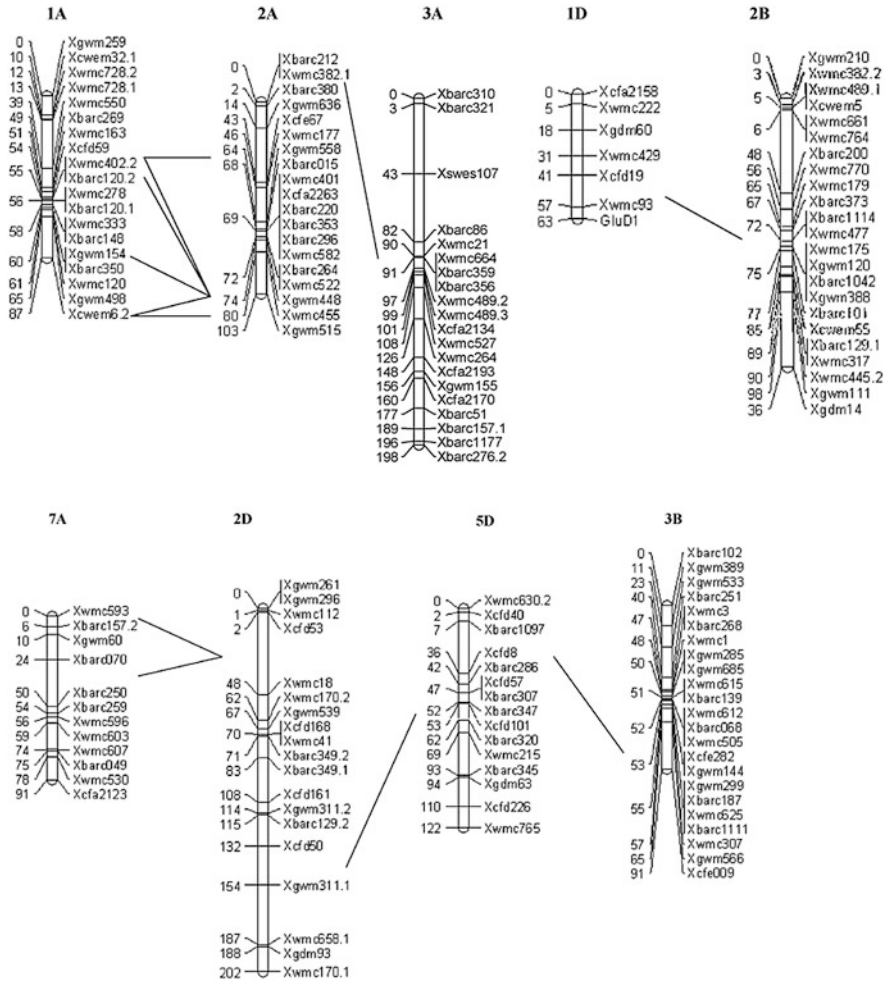 1A
0
10
12
13
39
49
51
54
55
56
58
60
61
65
87
Xgwm259
Xcwem32.1
Xwmc728.2
Xwmc728.1
Xwmc550
Xbarc269
Xwmc163
Xcfd59
Xwmc402.2
Xbarc120.2
Xwmc278
Xbarc120.1
Xwmc333
Xbarc148
Xgwm154
Xbarc350
Xwmc120
Xgwm498
Xcwem6.2
2A
0
2
14
43
46
64
68
69
72
74
80
103
Xbarc212
Xwmc382.1
Xbarc380
Xgwm636
Xcfe67
Xwmc177
Xgwm558
Xbarc015
Xwmc401
Xcfa2263
Xbarc220
Xbarc353
Xbarc296
Xwmc582
Xbarc264
Xwmc522
Xgwm448
Xwmc455
Xgwm515
3A
0
3
43
82
90
91
97
99
101
108
126
148
156
160
177
189
196
198
Xbarc310
Xbarc321
Xswes107
Xbarc86
Xwmc21
Xwmc664
Xbarc359
Xbarc356
Xwmc489.2
Xwmc489.3
Xcfa2134
Xwmc527
Xwmc264
Xcfa2193
Xgwm155
Xcfa2170
Xbarc51
Xbarc157.1
Xbarc1177
Xbarc276.2
1D
0
5
18
31
41
57
63
Xcfa2158
Xwmc222
Xgdm60
Xwmc429
Xcfd19
Xwmc93
GluD1
2B
0
3
5
6
48
56
65
67
72
75
77
85
89
90
98
36
Xgwm210
Xwmc382.2
Xwmc489.1
Xcwem5
Xwmc661
Xwmc764
Xbarc200
Xwmc770
Xwmc179
Xbarc373
Xbarc1114
Xwmc477
Xwmc175
Xgwm120
Xbarc1042
Xgwm388
Xbarc101
Xcwem55
Xbarc129.1
Xwmc317
Xwmc445.2
Xgwm111
Xgdm14
7A
0
6
10
24
50
54
56
59
74
75
78
91
Xwmc593
Xbarc157.2
Xgwm60
Xbarc070
Xbarc250
Xbarc259
Xwmc596
Xwmc603
Xwmc607
Xbarc049
Xwmc530
Xcfa2123
2D
0
1
2
48
62
67
70
71
83
108
114
115
132
154
187
188
202
Xgwm261
Xgwm296
Xwmc112
Xcfd53
Xwmc18
Xwmc170.2
Xgwm539
Xcfd168
Xwmc41
Xbarc349.2
Xbarc349.1
Xcfd161
Xgwm311.2
Xbarc129.2
Xcfd50
Xgwm311.1
Xwmc658.1
Xgdm93
Xwmc170.1
5D
0
2
7
36
42
47
52
53
62
69
93
94
110
122
Xwmc630.2
Xcfd40
Xbarc1097
Xcfd8
Xbarc286
Xcfd57
Xbarc307
Xbarc347
Xcfd101
Xbarc320
Xwmc215
Xbarc345
Xgdm63
Xcfd226
Xwmc765
3B
0
11
23
40
47
48
50
51
52
53
55
57
65
91
Xbarc102
Xgwm389
Xgwm533
Xbarc251
Xwmc3
Xbarc268
Xwmc1
Xgwm285
Xgwm685
Xwmc615
Xbarc139
Xwmc612
Xbarc068
Xwmc505
Xcfe282
Xgwm144
Xgwm299
Xbarc187
Xwmc625
Xbarc1111
Xwmc307
Xgwm566
Xcfe009